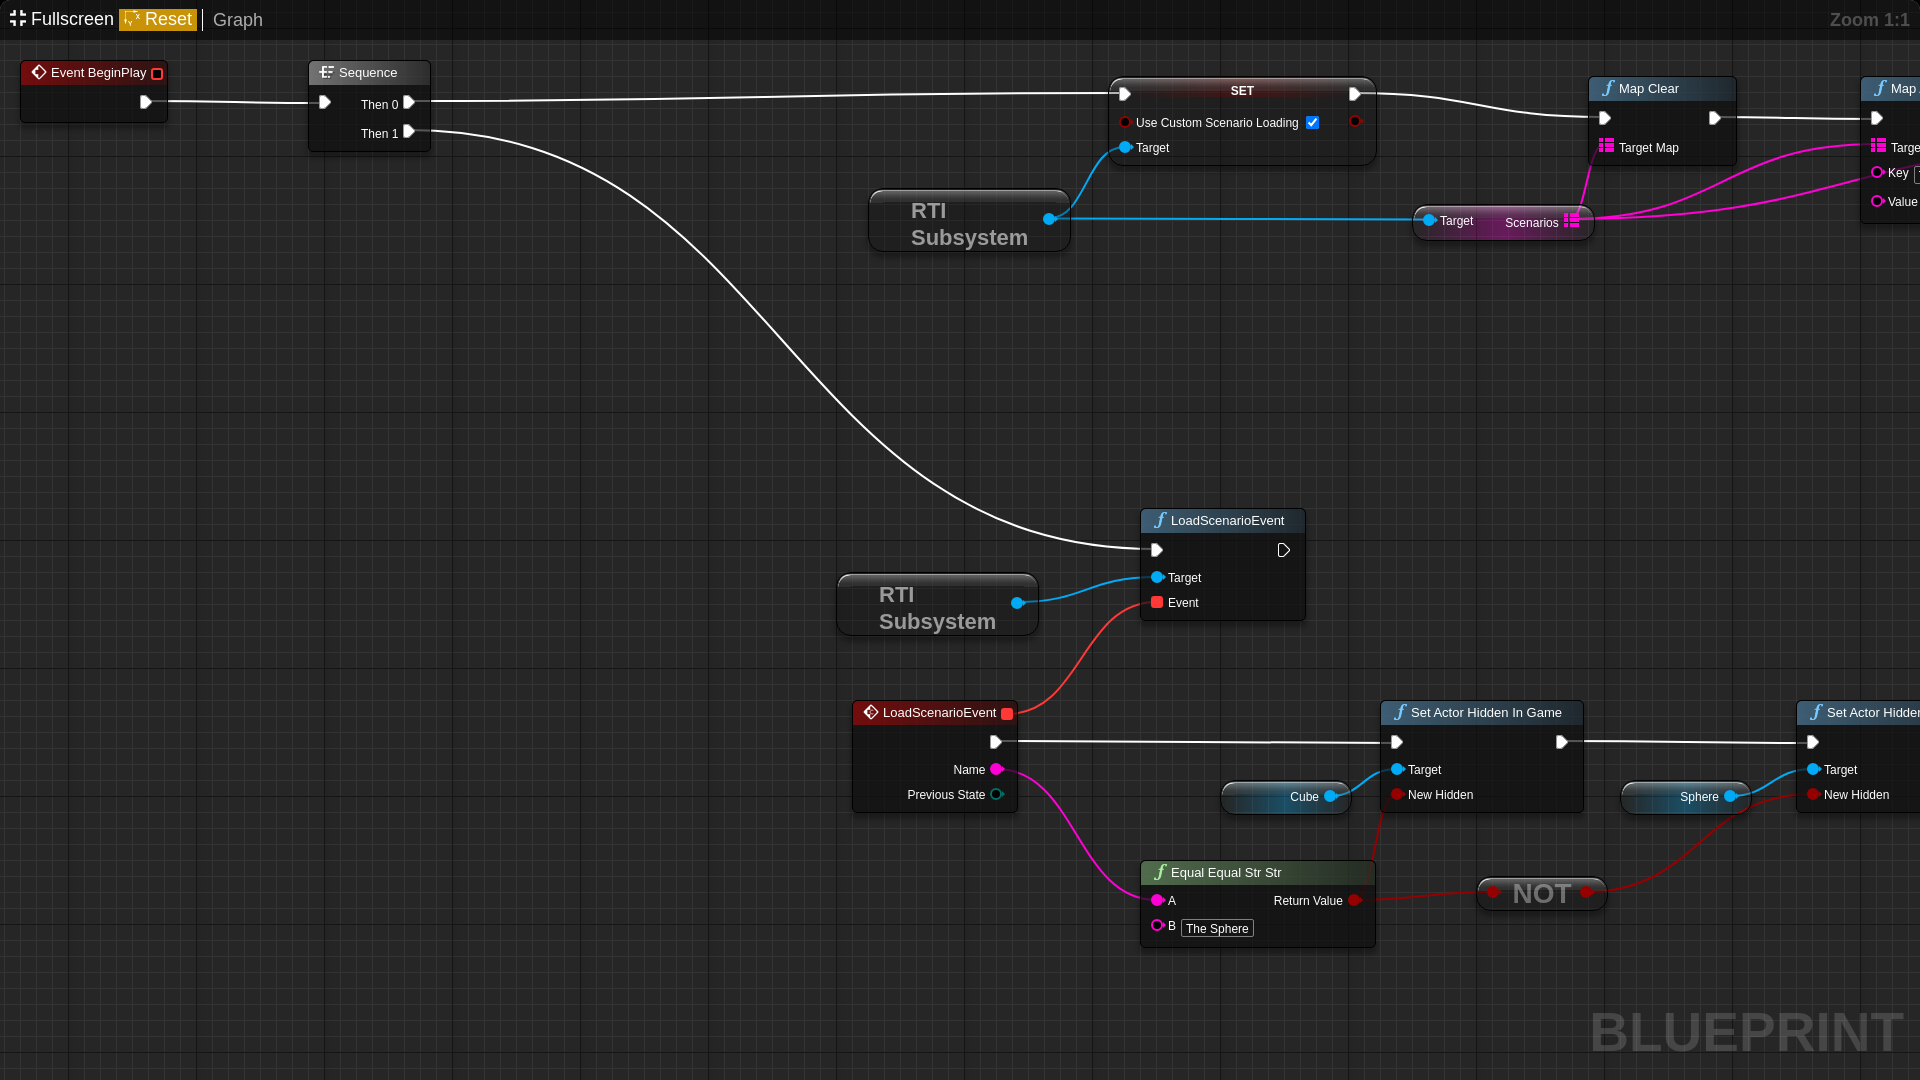 Fullscreen Reset Graph
Zoom 1:1
Event BeginPlay
Sequence
Then 0
Then 1
SET
Use Custom Scenario Loading
Target
RTI
Subsystem
Map Clear
Target Map
Target
Scenarios
Map
Targe
Key
Value
LoadScenarioEvent
Target
Event
RTI
Subsystem
LoadScenarioEvent
Name
Previous State
Set Actor Hidden In Game
Target
New Hidden
Cube
Sphere
Set Actor Hidden
Target
New Hidden
Equal Equal Str Str
A
Return Value
B The Sphere
NOT
BLUEPRINT